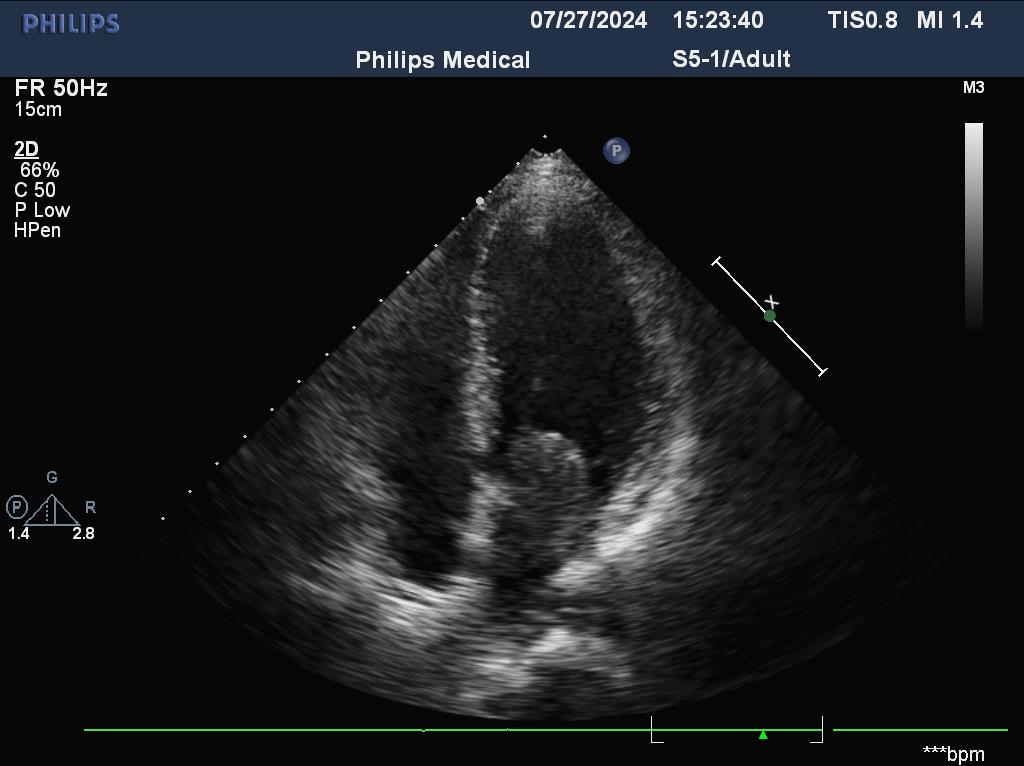 PHILIPS
Philips Medical
07/27/2024 15:23:40 TIS0.8 MI 1.4
S5-1/Adult
FR 50Hz
15cm
2D
66%
C 50
P Low
HPen
M3
P
X
G
P R
1.4 2.8
***bpm